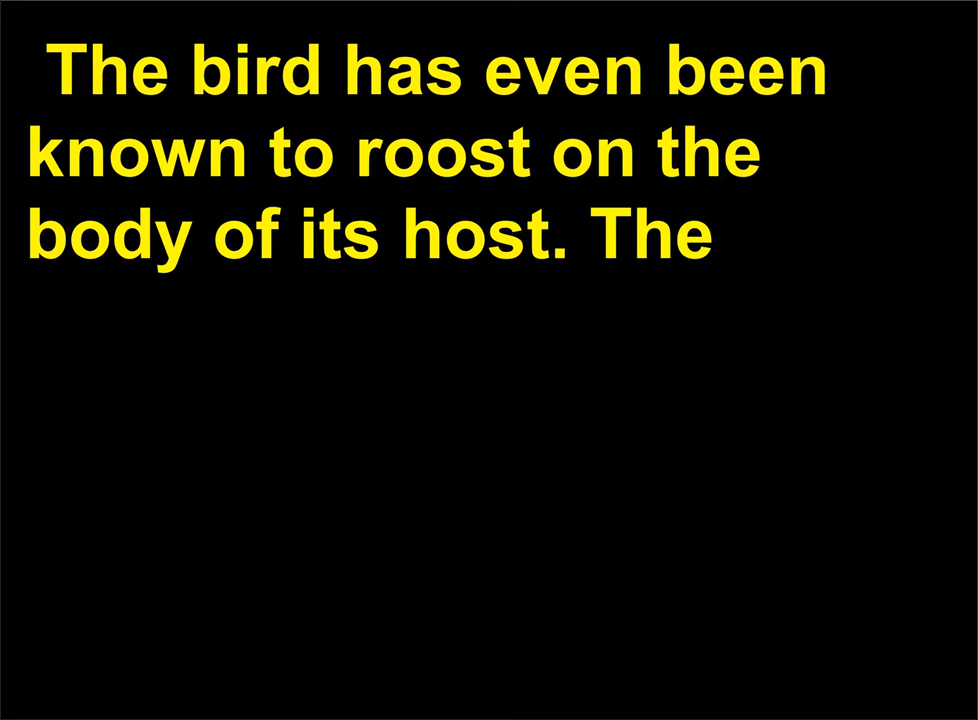 The bird has even been
known to roost on the
body of its host. The